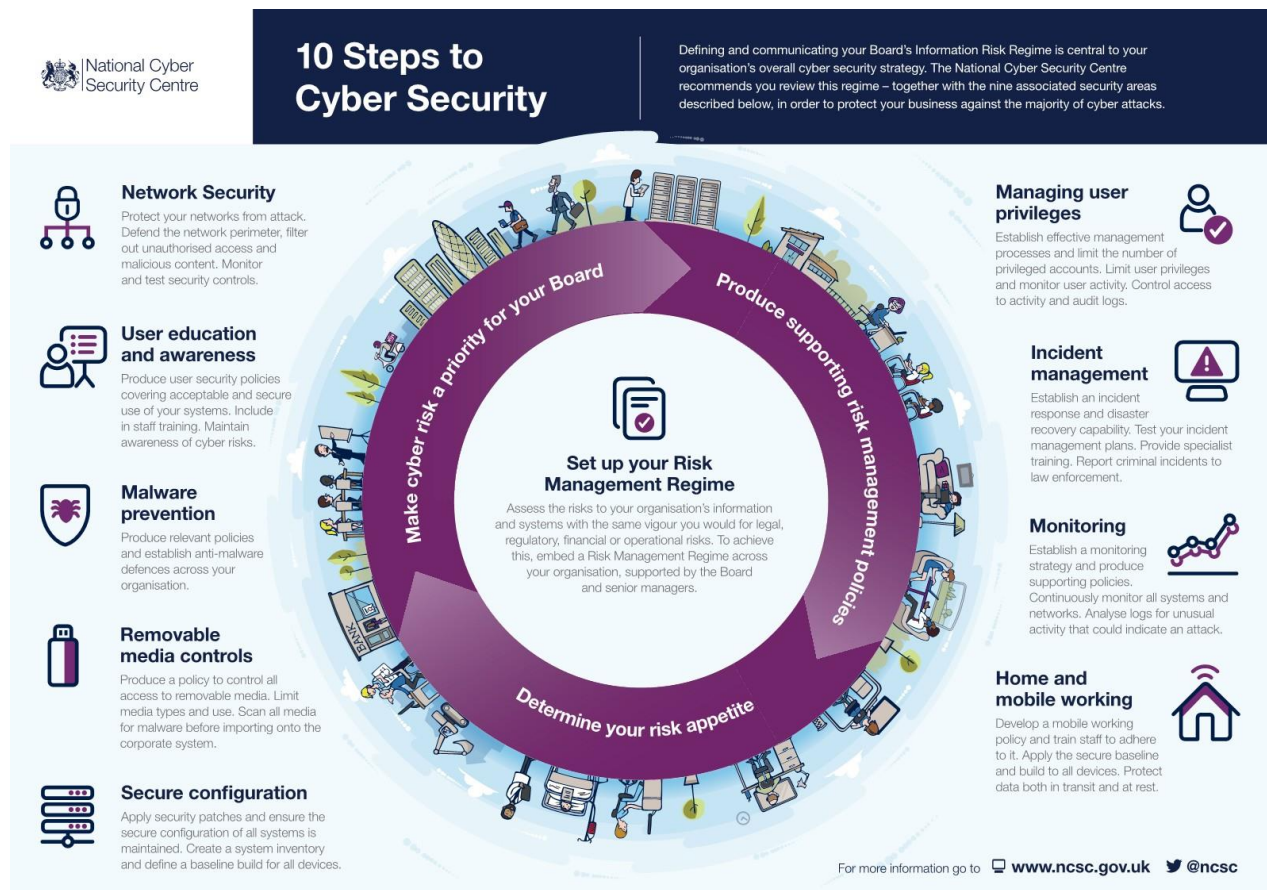 National Cyber
Security Centre
10 Steps to
Cyber Security
Defining and communicating your Board's Information Risk Regime is central to your
organisation's overall cyber security strategy. The National Cyber Security Centre
recommends you review this regime – together with the nine associated security areas
described below, in order to protect your business against the majority of cyber attacks.
Network Security
Protect your networks from attack.
Defend the network perimeter, filter
out unauthorised access and
malicious content. Monitor
and test security controls.
User education
and awareness
Produce user security policies
covering acceptable and secure
use of your systems. Include
in staff training. Maintain
awareness of cyber risks.
Malware
prevention
Produce relevant policies
and establish anti-malware
defences across your
organisation.
Removable
media controls
Produce a policy to control all
access to removable media. Limit
media types and use. Scan all media
for malware before importing onto the
corporate system.
Secure configuration
Apply security patches and ensure the
secure configuration of all systems is
maintained. Create a system inventory
and define a baseline build for all devices.
Make cyber risk a priority for your Board
Produce supporting risk management policies
Determine your risk appetite
BANK
Set up your Risk
Management Regime
Assess the risks to your organisation's information
and systems with the same vigour you would for legal,
regulatory, financial or operational risks. To achieve
this, embed a Risk Management Regime across
your organisation, supported by the Board
and senior managers.
Managing user
privileges
Establish effective management
processes and limit the number of
privileged accounts. Limit user privileges
and monitor user activity. Control access
to activity and audit logs.
Incident
management
Establish an incident
response and disaster
recovery capability. Test your incident
management plans. Provide specialist
training. Report criminal incidents to
law enforcement.
Monitoring
Establish a monitoring
strategy and produce
supporting policies.
Continuously monitor all systems and
networks. Analyse logs for unusual
activity that could indicate an attack.
Home and
mobile working
Develop a mobile working
policy and train staff to adhere
to it. Apply the secure baseline
and build to all devices. Protect
data both in transit and at rest.
For more information go to www.ncsc.gov.uk @ncsc